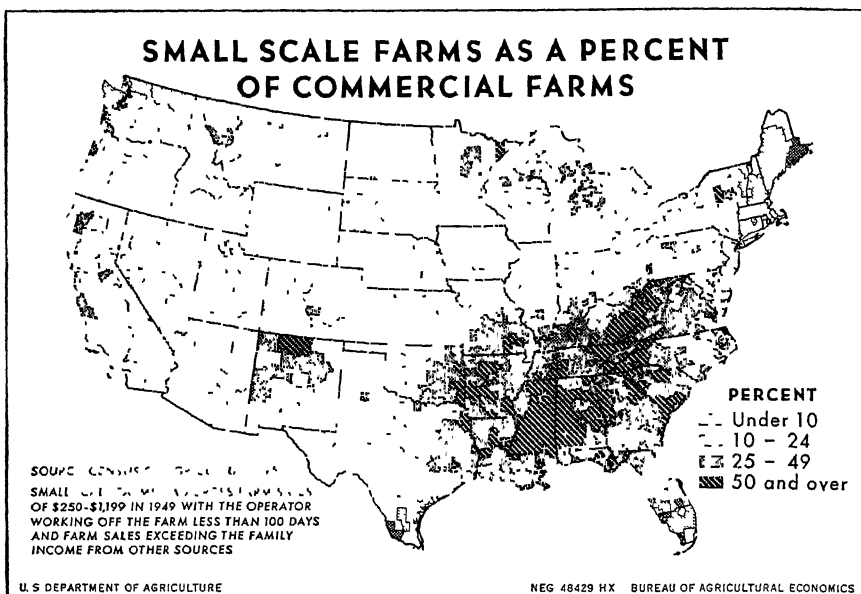 SMALL SCALE FARMS AS A PERCENT
OF COMMERCIAL FARMS
PERCENT
Under 10
10 – 24
25 – 49
50 and over
SMALL
OF $250-$1,199 IN 1949 WITH THE OPERATOR
WORKING OFF THE FARM LESS THAN 100 DAYS
AND FARM SALES EXCEEDING THE FAMILY
INCOME FROM OTHER SOURCES
U. S DEPARTMENT OF AGRICULTURE
NEG 48429 HX BUREAU OF AGRICULTURAL ECONOMICS